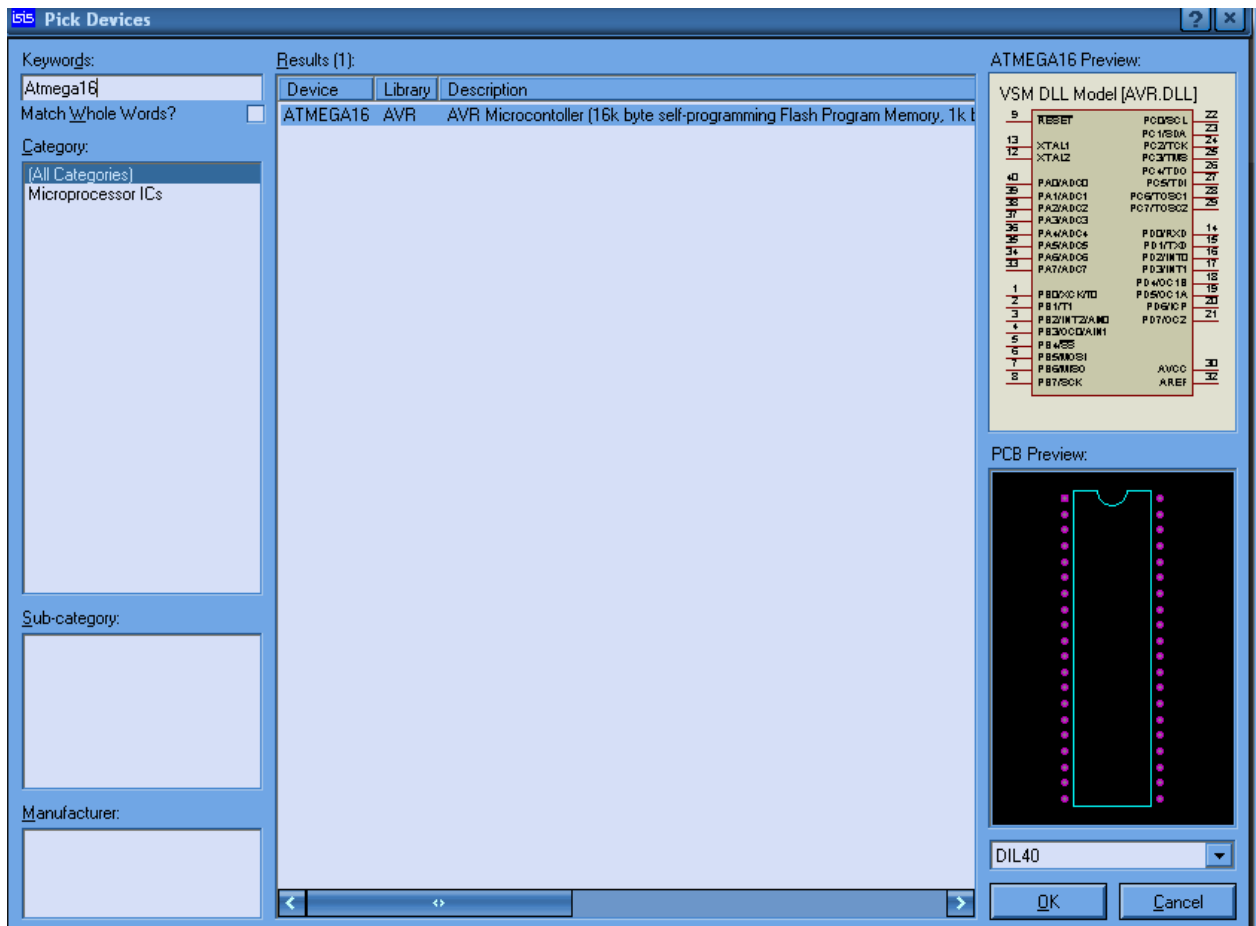 isis Pick Devices
Keywords:
Atmega16
Match Whole Words?
Category:
(All Categories)
Microprocessor ICs
Sub-category:
Manufacturer:
Results (1):
Device Library Description
ATMEGA16 AVR AVR Microcontoller (16k byte self-programming Flash Program Memory, 1k b
ATMEGA16 Preview:
VSM DLL Model [AVR.DLL]
9 RESET PC0/SCL 22
PC1/SDA 23
13 XTAL1 PC2/TCK 24
12 XTAL2 PC3/TMS 25
PC4/TDO 26
40 PA0/ADC0 PC5/TDI 27
39 PA1/ADC1 PC6/TOSC1 28
38 PA2/ADC2 PC7/TOSC2 29
37 PA3/ADC3
36 PA4/ADC4 PD0/RXD 14
35 PA5/ADC5 PD1/TXD 15
34 PA6/ADC6 PD2/INT0 16
33 PA7/ADC7 PD3/INT1 17
PD4/OC1B 18
1 PB0/XCK/T0 PD5/OC1A 19
2 PB1/T1 PD6/ICP 20
3 PB2/INT2/AIN0 PD7/OC2 21
4 PB3/OC0/AIN1
5 PB4/SS
6 PB5/MOSI
7 PB6/MISO AVCC 30
8 PB7/SCK AREF 32
PCB Preview:
DIL40
OK Cancel